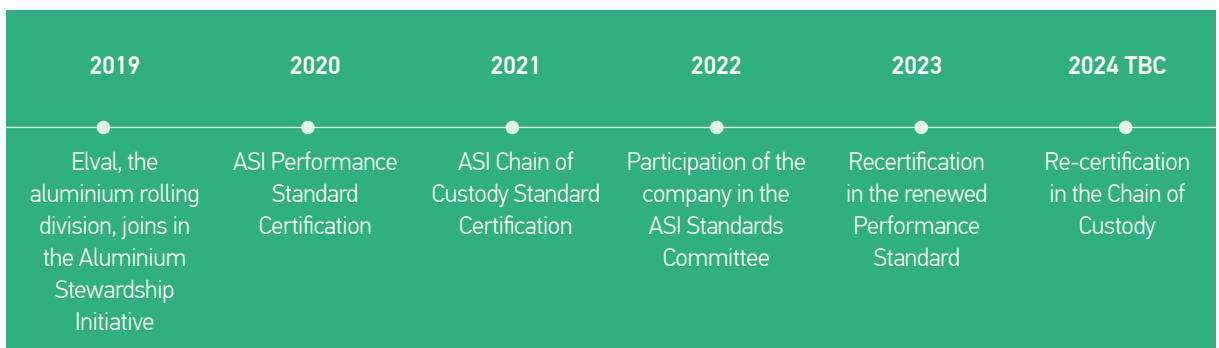 2019
Elval, the
aluminium rolling
division, joins in
the Aluminium
Stewardship
Initiative
2020
ASI Performance
Standard
Certification
2021
ASI Chain of
Custody Standard
Certification
2022
Participation of the
company in the
ASI Standards
Committee
2023
Recertification
in the renewed
Performance
Standard
2024 TBC
Re-certification
in the Chain of
Custody